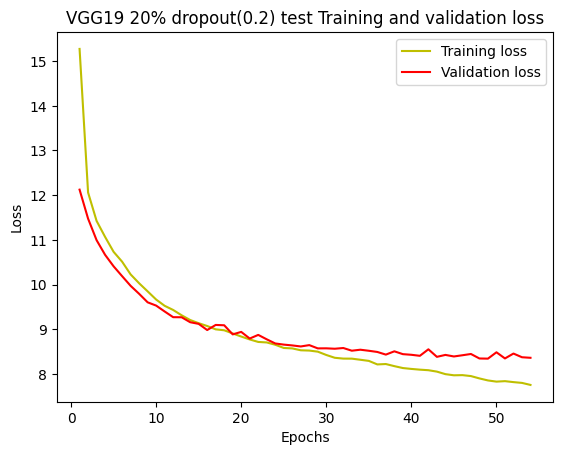 VGG19 20% dropout(0.2) test Training and validation loss
Training loss
Validation loss
15
14
13
12
11
10
9
8
Loss
0
10
20
30
40
50
Epochs